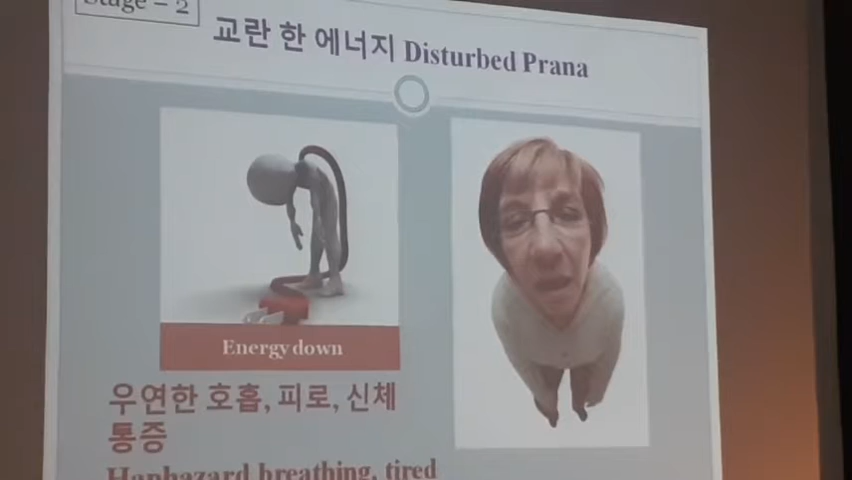 Stage – 2
교란 한 에너지 Disturbed Prana
Energy down
우연한 호흡, 피로, 신체
통증
Haphazard breathing, tired